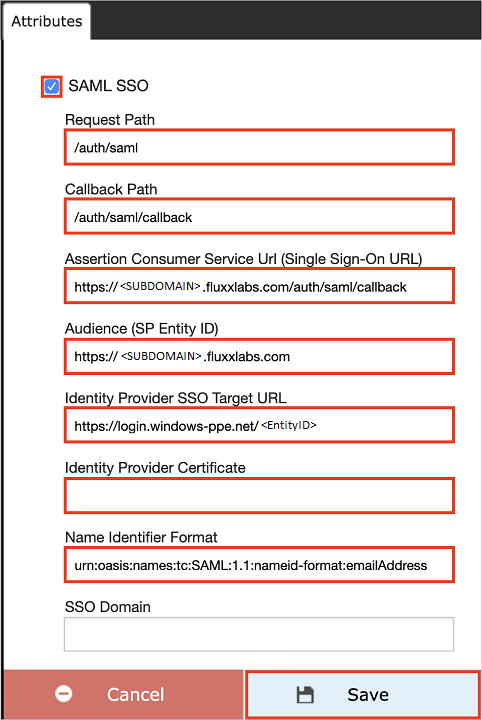 Attributes
SAML SSO
Request Path
/auth/saml
Callback Path
/auth/saml/callback
Assertion Consumer Service Url (Single Sign-On URL)
https:// <SUBDOMAIN> .fluxxlabs.com/auth/saml/callback
Audience (SP Entity ID)
https:// <SUBDOMAIN> .fluxxlabs.com
Identity Provider SSO Target URL
https://login.windows-ppe.net/ <EntityID>
Identity Provider Certificate
Name Identifier Format
urn:oasis:names:tc:SAML:1.1:nameid-format:emailAddress
SSO Domain
Cancel Save